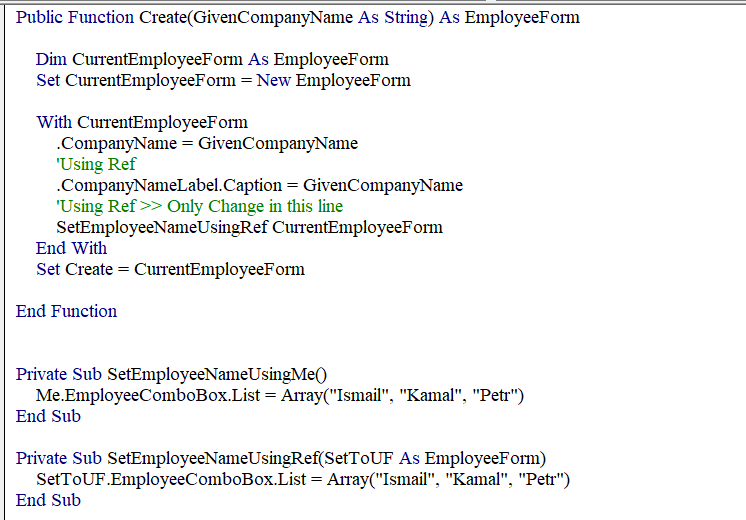 Public Function Create(GivenCompanyName As String) As EmployeeForm
Dim CurrentEmployeeForm As EmployeeForm
Set CurrentEmployeeForm = New EmployeeForm
With CurrentEmployeeForm
.CompanyName = GivenCompanyName
'Using Ref
.CompanyNameLabel.Caption = GivenCompanyName
'Using Ref >> Only Change in this line
SetEmployeeNameUsingRef CurrentEmployeeForm
End With
Set Create = CurrentEmployeeForm
End Function
Private Sub SetEmployeeNameUsingMe()
Me.EmployeeComboBox.List = Array("Ismail", "Kamal", "Petr")
End Sub
Private Sub SetEmployeeNameUsingRef(SetToUF As EmployeeForm)
SetToUF.EmployeeComboBox.List = Array("Ismail", "Kamal", "Petr")
End Sub